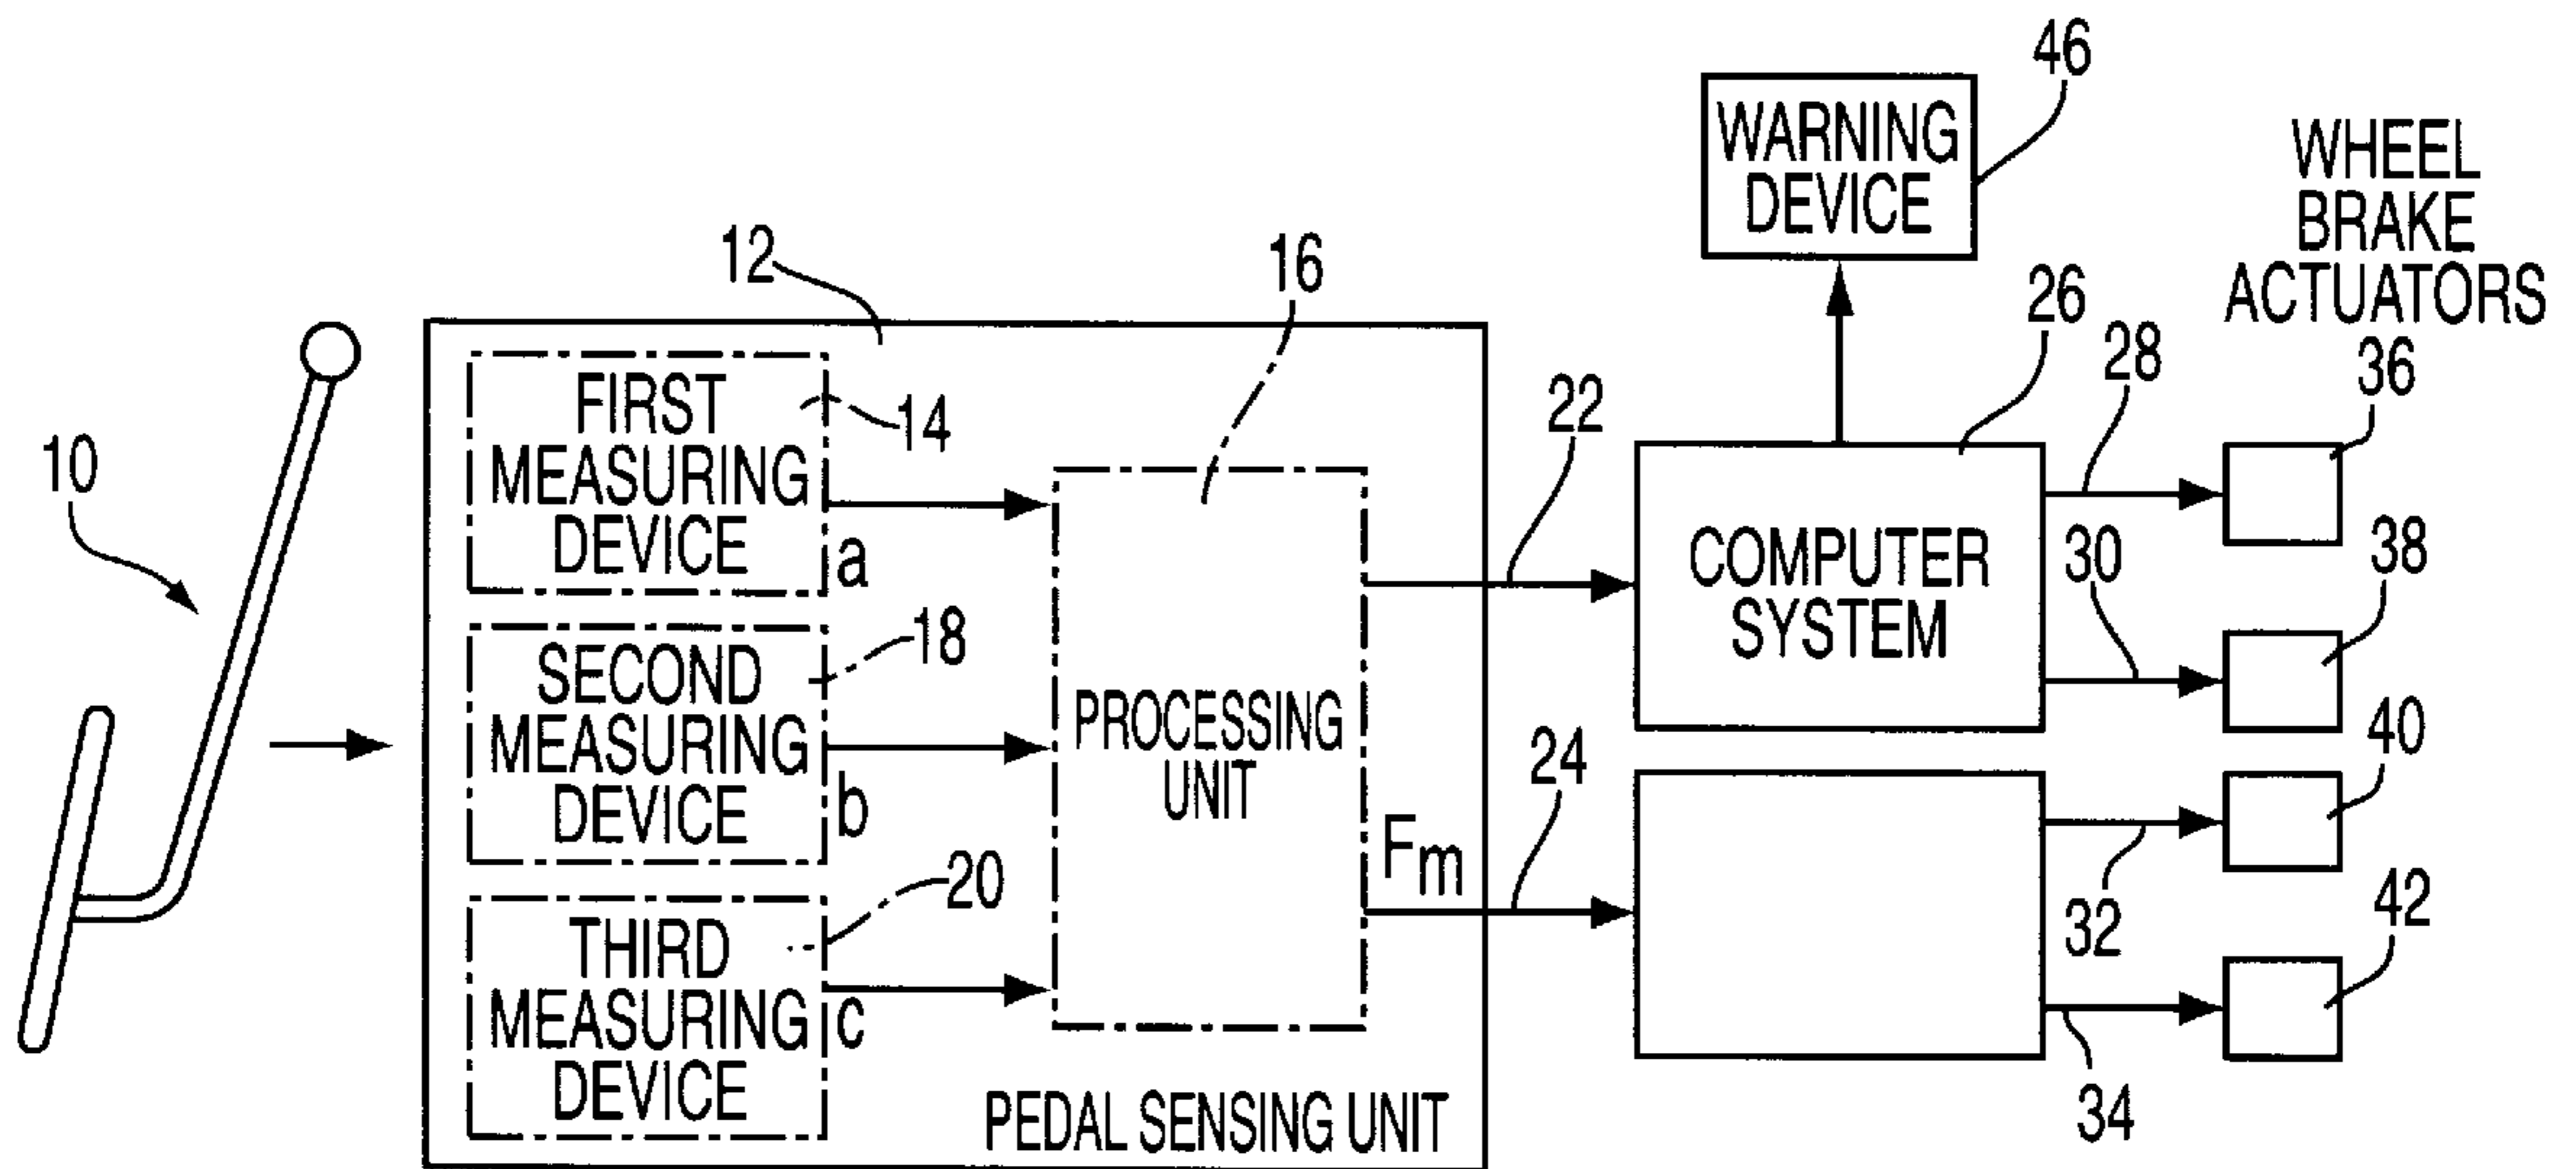 46
WARNING
DEVICE
WHEEL
BRAKE
ACTUATORS
12
16
26
28
36
FIRST
MEASURING
DEVICE
14
a
10
22
COMPUTER
SYSTEM
30
38
SECOND
MEASURING
DEVICE
18
b
PROCESSING
UNIT
24
Fm
40
32
THIRD
MEASURING
DEVICE
20
c
42
34
PEDAL SENSING UNIT